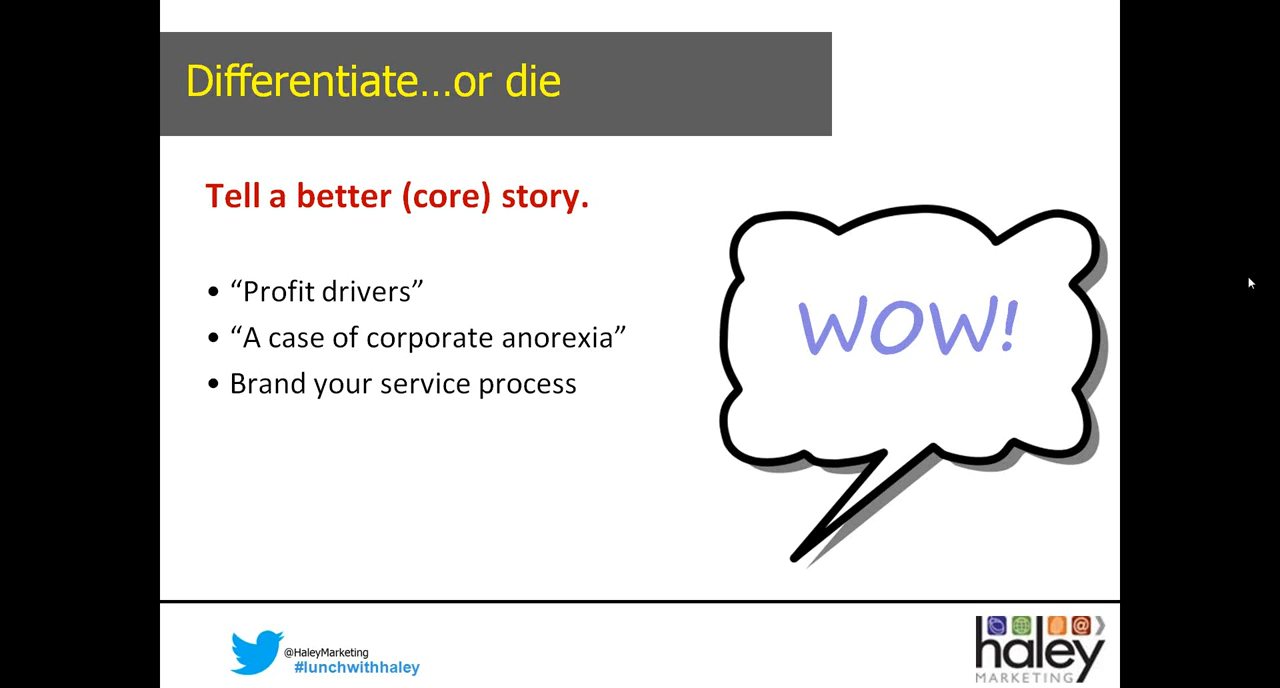 Differentiate...or die
Tell a better (core) story.
• “Profit drivers”
• “A case of corporate anorexia”
• Brand your service process
WOW!
@HaleyMarketing
#lunchwithhaley
@
haley
MARKETING